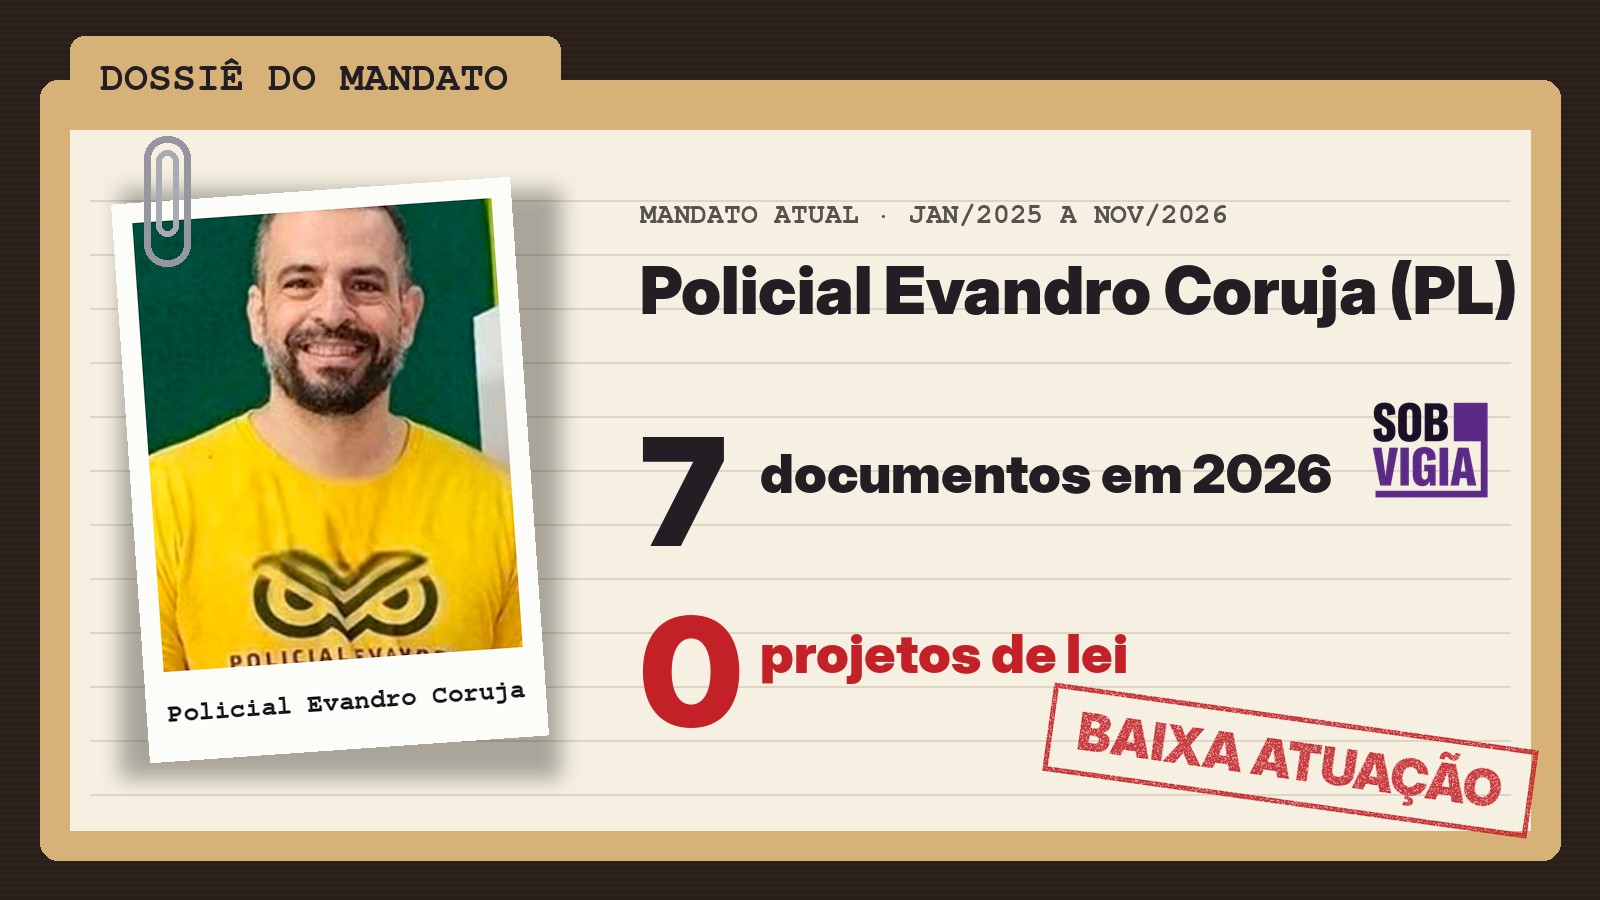 DOSSIÊ DO MANDATO
MANDATO ATUAL · JAN/2025 A NOV/2026
Policial Evandro Coruja (PL)
7 documentos em 2026
SOB
VIGIA
0 projetos de lei
BAIXA ATUAÇÃO
POLICIAL
Policial Evandro Coruja